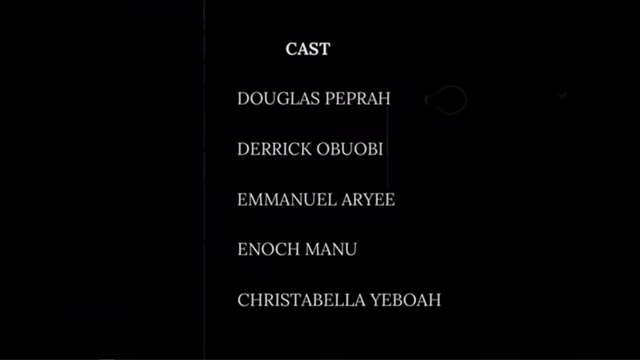 CAST
DOUGLAS PEPRAH
DERRICK OBUOBI
EMMANUEL ARYEE
ENOCH MANU
CHRISTABELLA YEBOAH